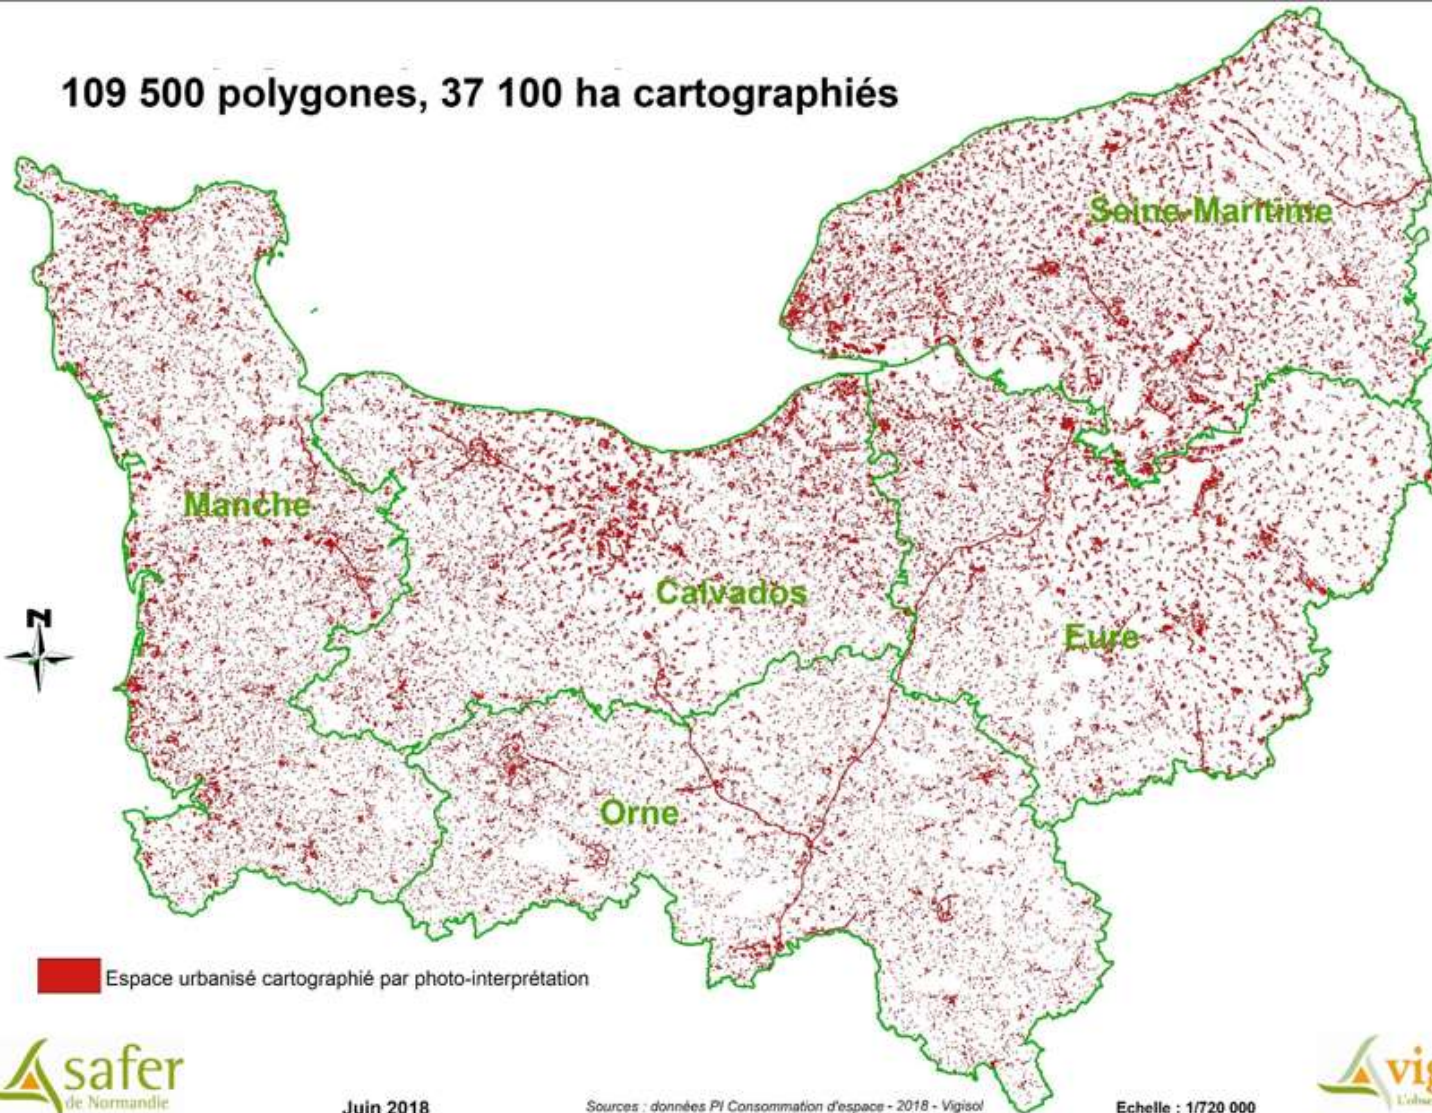 109 500 polygones, 37 100 ha cartographiés
Seine-Maritime
Manche
Calvados
N
Eure
Orne
Espace urbanisé cartographié par photo-interprétation
safer
de Normandie
Juin 2018
Sources : données PI Consommation d'espace - 2018 - Vigisol
Echelle : 1/720 000